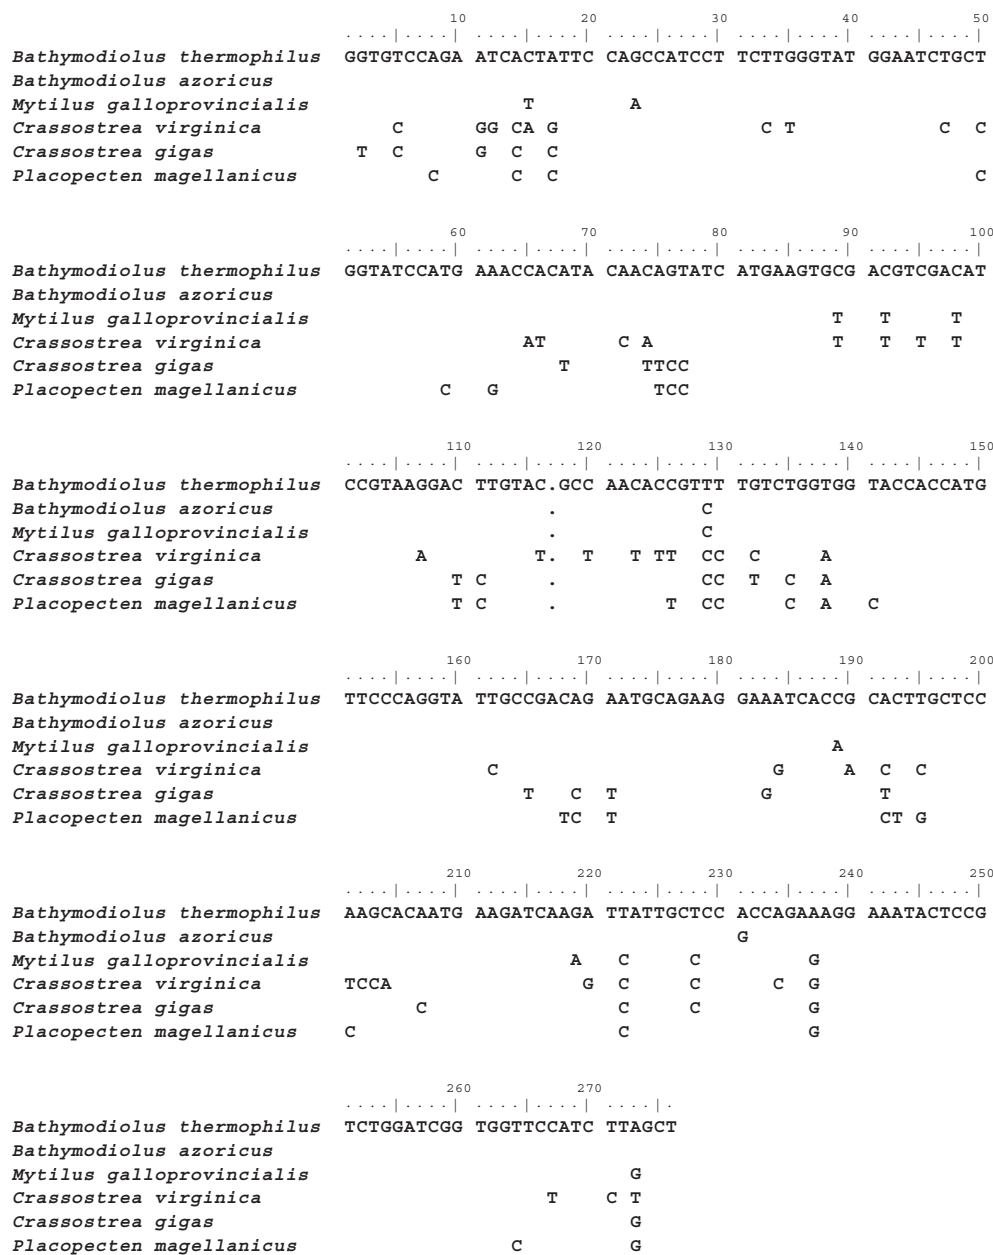 10 20 30 40 50
....|....| ....|....| ....|....| ....|....| ....|....|
Bathymodiolus thermophilus GGTGTCCAGA ATCACTATTC CAGCCATCCT TCTTGGGTAT GGAATCTGCT
Bathymodiolus azoricus
Mytilus galloprovincialis T A
Crassostrea virginica C GG CA G C T C C
Crassostrea gigas T C G C C
Placopecten magellanicus C C C C
60 70 80 90 100
....|....| ....|....| ....|....| ....|....| ....|....|
Bathymodiolus thermophilus GGTATCCATG AAACCACATA CAACAGTATC ATGAAGTGCG ACGTCGACAT
Bathymodiolus azoricus
Mytilus galloprovincialis T T T
Crassostrea virginica AT C A T T T T
Crassostrea gigas T TTCC
Placopecten magellanicus C G TCC
110 120 130 140 150
....|....| ....|....| ....|....| ....|....| ....|....|
Bathymodiolus thermophilus CCGTAAGGAC TTGTAC.GCC AACACCGTTT TGTCTGGTGG TACCACCATG
Bathymodiolus azoricus . C
Mytilus galloprovincialis . C
Crassostrea virginica A T. T T TT CC C A
Crassostrea gigas T C . CC T C A
Placopecten magellanicus T C . T CC C A C
160 170 180 190 200
....|....| ....|....| ....|....| ....|....| ....|....|
Bathymodiolus thermophilus TTCCCAGGTA TTGCCGACAG AATGCAGAAG GAAATCACCG CACTTGCTCC
Bathymodiolus azoricus
Mytilus galloprovincialis A
Crassostrea virginica C G A C C
Crassostrea gigas T C T G T
Placopecten magellanicus TC T CT G
210 220 230 240 250
....|....| ....|....| ....|....| ....|....| ....|....|
Bathymodiolus thermophilus AAGCACAATG AAGATCAAGA TTATTGCTCC ACCAGAAAGG AAATACTCCG
Bathymodiolus azoricus G
Mytilus galloprovincialis A C C G
Crassostrea virginica TCCA G C C C G
Crassostrea gigas C C C G
Placopecten magellanicus C C G
260 270
....|....| ....|....| ....|.
Bathymodiolus thermophilus TCTGGATCGG TGGTTCCATC TTAGCT
Bathymodiolus azoricus
Mytilus galloprovincialis G
Crassostrea virginica T C T
Crassostrea gigas G
Placopecten magellanicus C G